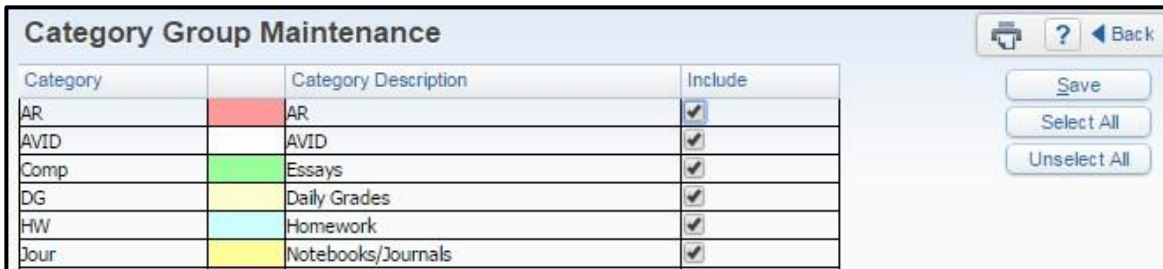 Category Group Maintenance
? Back
Category Category Description Include
AR AR
AVID AVID
Comp Essays
DG Daily Grades
HW Homework
Jour Notebooks/Journals
Save
Select All
Unselect All